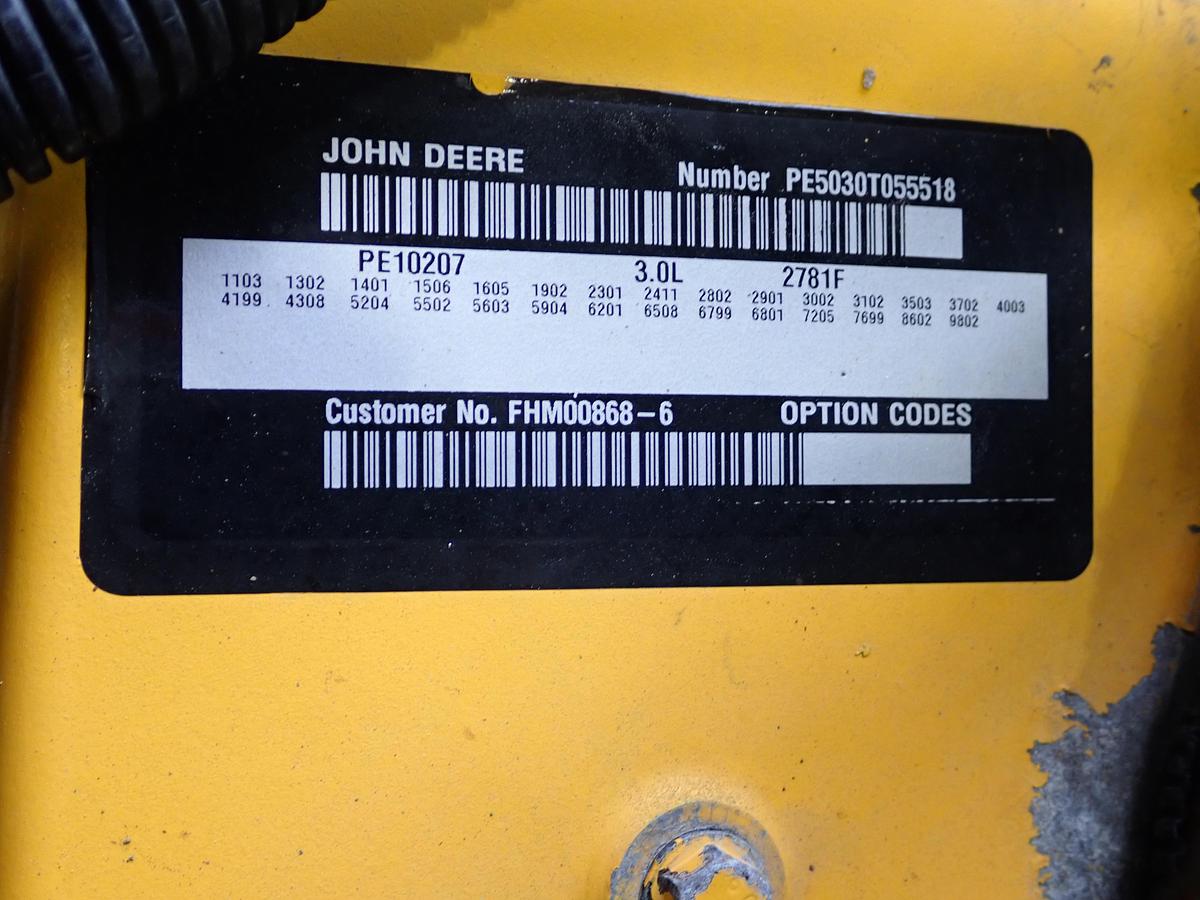 JOHN DEERE
Number PE5030T055518
PE10207 3.0L 2781F
1103 1302 1401 1506 1605 1902 2301 2411 2802 2901 3002 3102 3503 3702 4003
4199 4308 5204 5502 5603 5904 6201 6508 6799 6801 7205 7699 8602 9802
Customer No. FHM00868-6 OPTION CODES